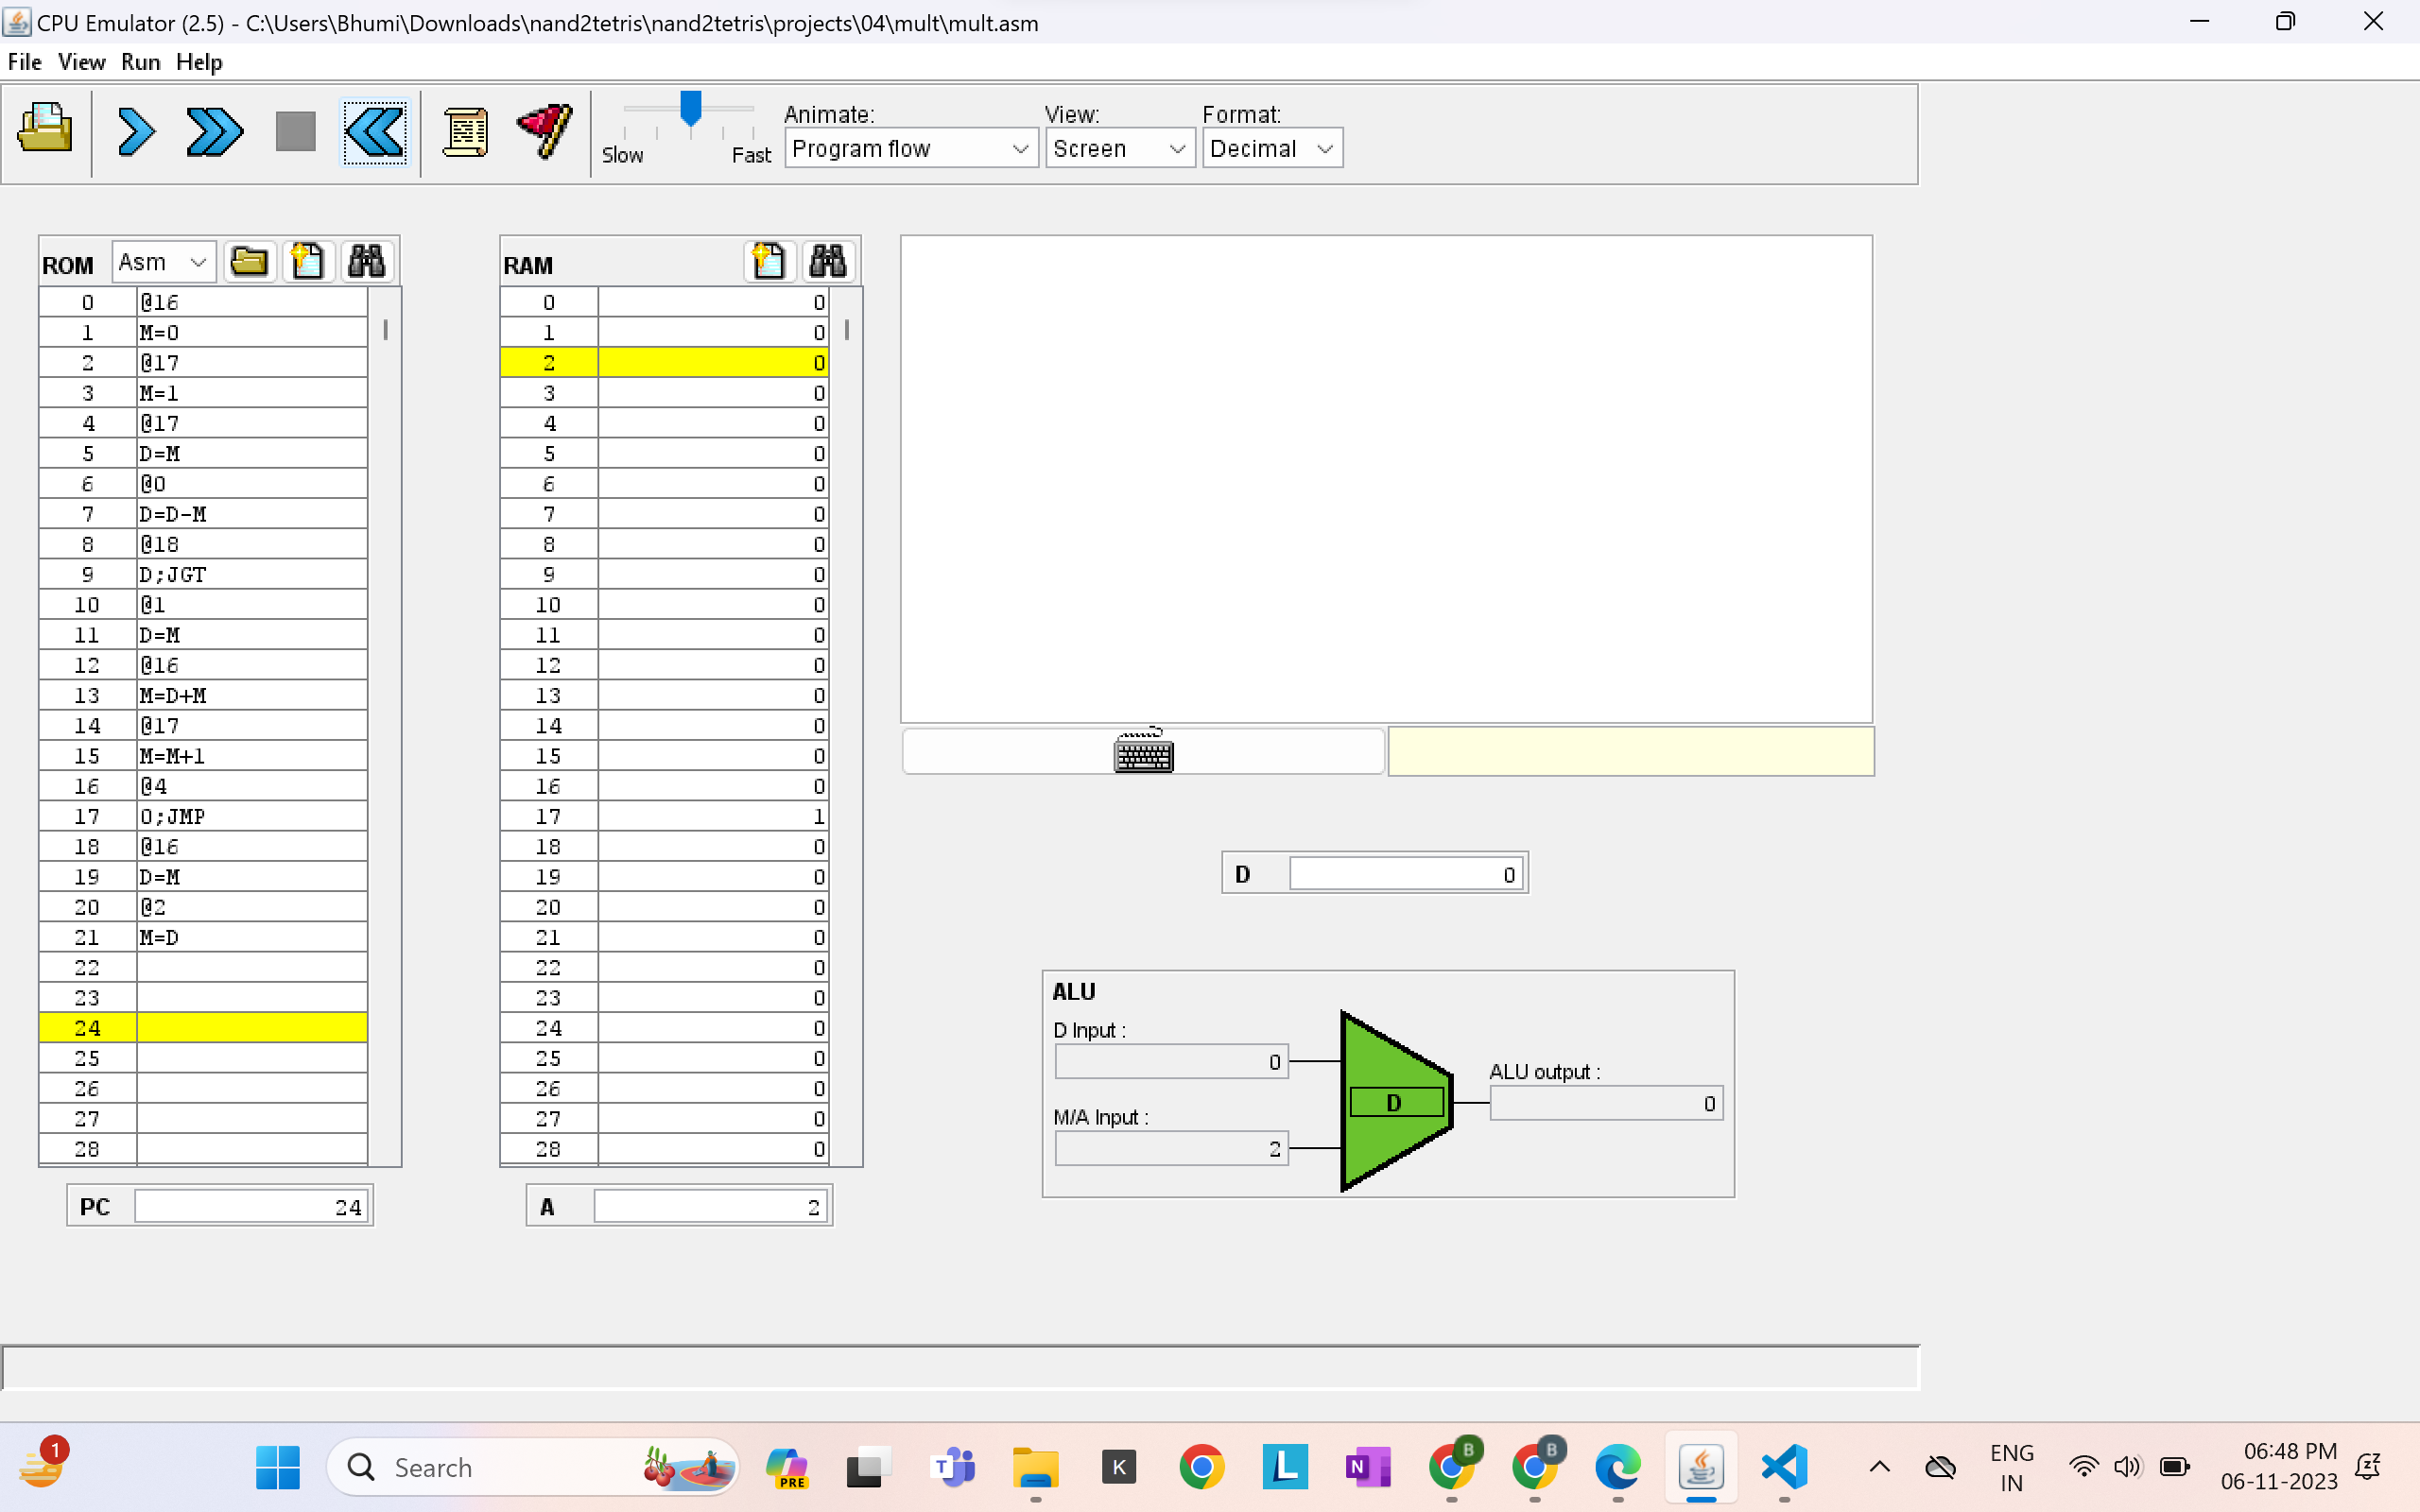 CPU Emulator (2.5) - C:\Users\Bhumi\Downloads\nand2tetris\nand2tetris\projects\04\mult\mult.asm
File View Run Help
Animate: View: Format:
Slow Fast Program flow Screen Decimal
ROM Asm RAM
0 @16 0 0
1 M=0 1 0
2 @17 2 0
3 M=1 3 0
4 @17 4 0
5 D=M 5 0
6 @0 6 0
7 D=D-M 7 0
8 @18 8 0
9 D;JGT 9 0
10 @1 10 0
11 D=M 11 0
12 @16 12 0
13 M=D+M 13 0
14 @17 14 0
15 M=M+1 15 0
16 @4 16 0
17 0;JMP 17 1
18 @16 18 0
19 D=M 19 0
20 @2 20 0
21 M=D 21 0
22 22 0
23 23 0
24 24 0
25 25 0
26 26 0
27 27 0
28 28 0
PC 24 A 2
D 0
ALU
D Input :
0
M/A Input :
2
D
ALU output :
0
1
Search
PRE
T
K
L
N
B
B
ENG
IN
06:48 PM
06-11-2023